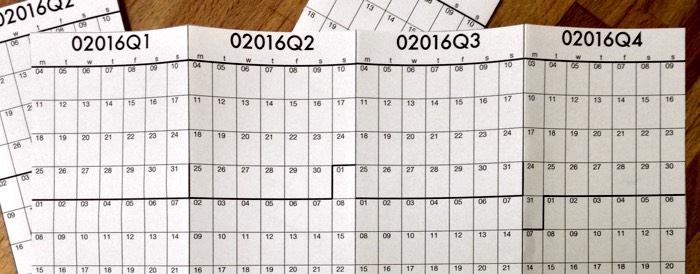 02016Q2
02016Q1 02016Q2 02016Q3 02016Q4
m t w t f s s m t w t f s s m t w t f s s m t w t f s s
04 05 06 07 08 09 10 04 05 06 07 08 09 10 04 05 06 07 08 09 10 03 04 05 06 07 08 09
11 12 13 14 15 16 17 11 12 13 14 15 16 17 11 12 13 14 15 16 17 10 11 12 13 14 15 16
18 19 20 21 22 23 24 18 19 20 21 22 23 24 18 19 20 21 22 23 24 17 18 19 20 21 22 23
25 26 27 28 29 30 31 25 26 27 28 29 30 01 25 26 27 28 29 30 31 24 25 26 27 28 29 30
01 02 03 04 05 06 07 02 03 04 05 06 07 08 01 02 03 04 05 06 07 31 01 02 03 04 05 06
08 09 10 11 12 13 14 09 10 11 12 13 14 15 08 09 10 11 12 13 14 07 08 09 10 11 12 13
15 16 17 18 19 20 21 16 17 18 19 20 21 22 15 16 17 18 19 20 21 14 15 16 17 18 19 20